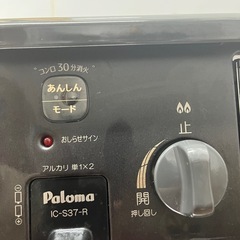 コンロ30分消火
あんしん
モード
おしらせサイン
アルカリ 単1×2
Paloma
IC-S37-R
止
開
押し回し